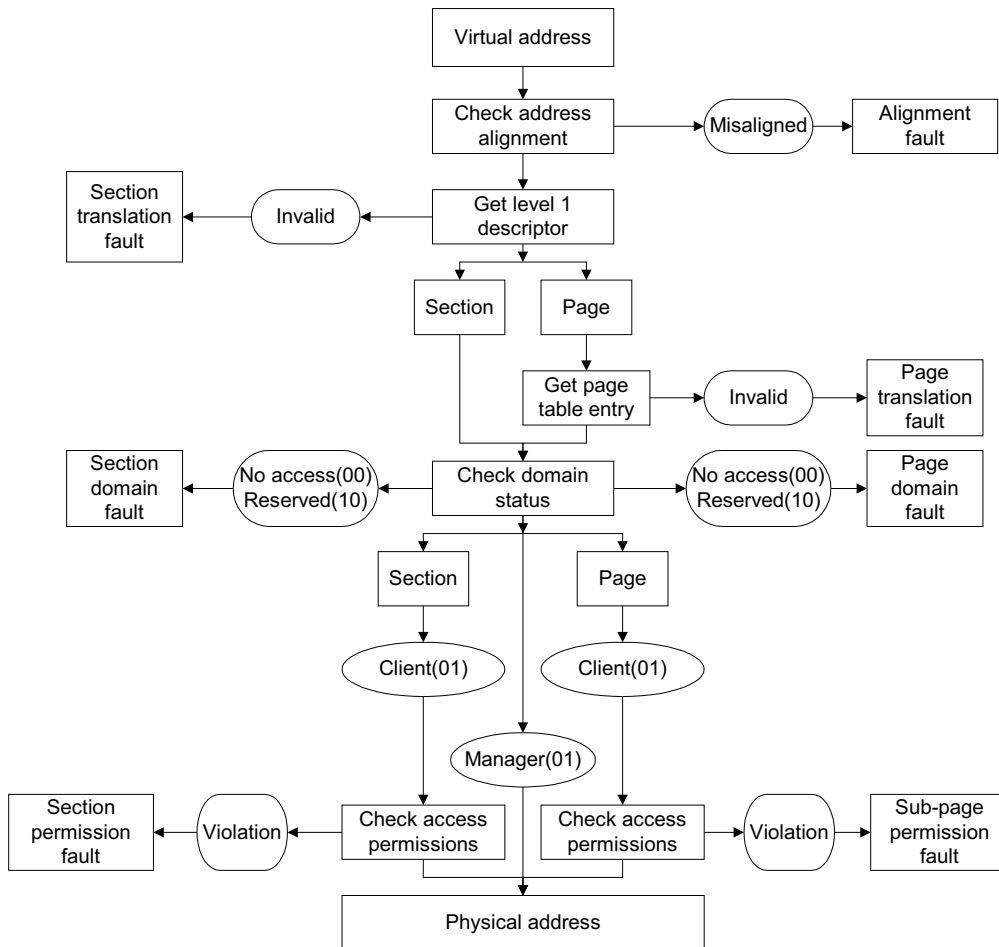 Virtual address
Check address
alignment
Misaligned
Alignment
fault
Section
translation
fault
Invalid
Get level 1
descriptor
Section
Page
Get page
table entry
Invalid
Page
translation
fault
Section
domain
fault
No access(00)
Reserved(10)
Check domain
status
No access(00)
Reserved(10)
Page
domain
fault
Section
Page
Client(01)
Client(01)
Manager(01)
Section
permission
fault
Violation
Check access
permissions
Check access
permissions
Violation
Sub-page
permission
fault
Physical address